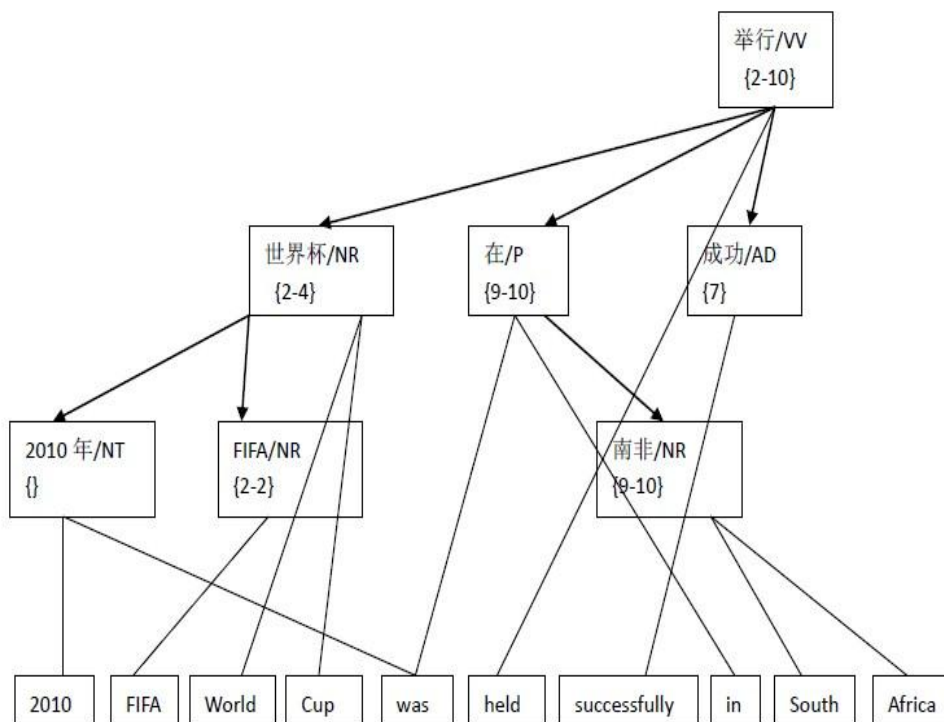 举行/VV
{2-10}
世界杯/NR
{2-4}
在/P
{9-10}
成功/AD
{7}
2010 年/NT
{}
FIFA/NR
{2-2}
南非/NR
{9-10}
2010
FIFA
World
Cup
was
held
successfully
in
South
Africa